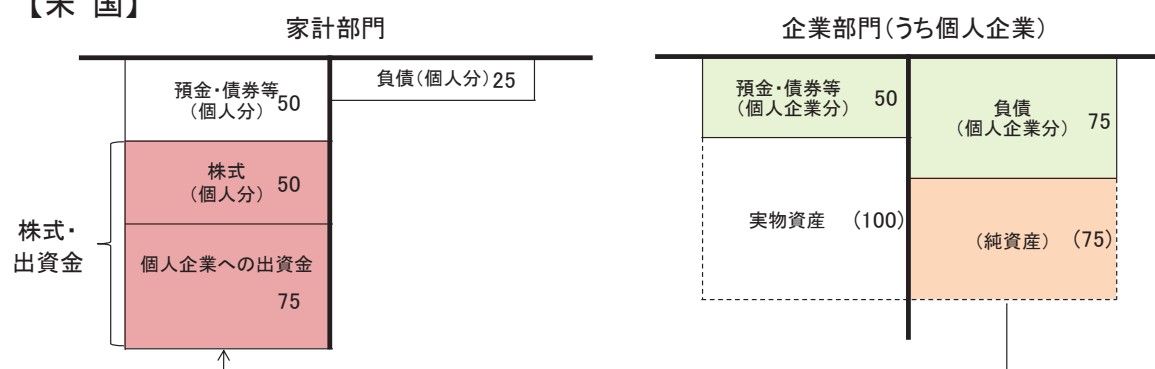 【米 国】
家計部門
預金・債券等
(個人分) 50
負債(個人分)25
株式
(個人分) 50
個人企業への出資金
75
株式・
出資金
企業部門(うち個人企業)
預金・債券等
(個人企業分) 50
負債
(個人企業分) 75
実物資産 (100)
(純資産) (75)